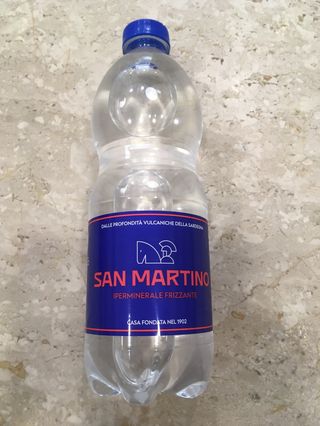 DALLE PROFONDITÀ VULCANICHE DELLA SARDEGNA
SAN MARTINO
IPERMINERALE FRIZZANTE
CASA FONDATA NEL 1902